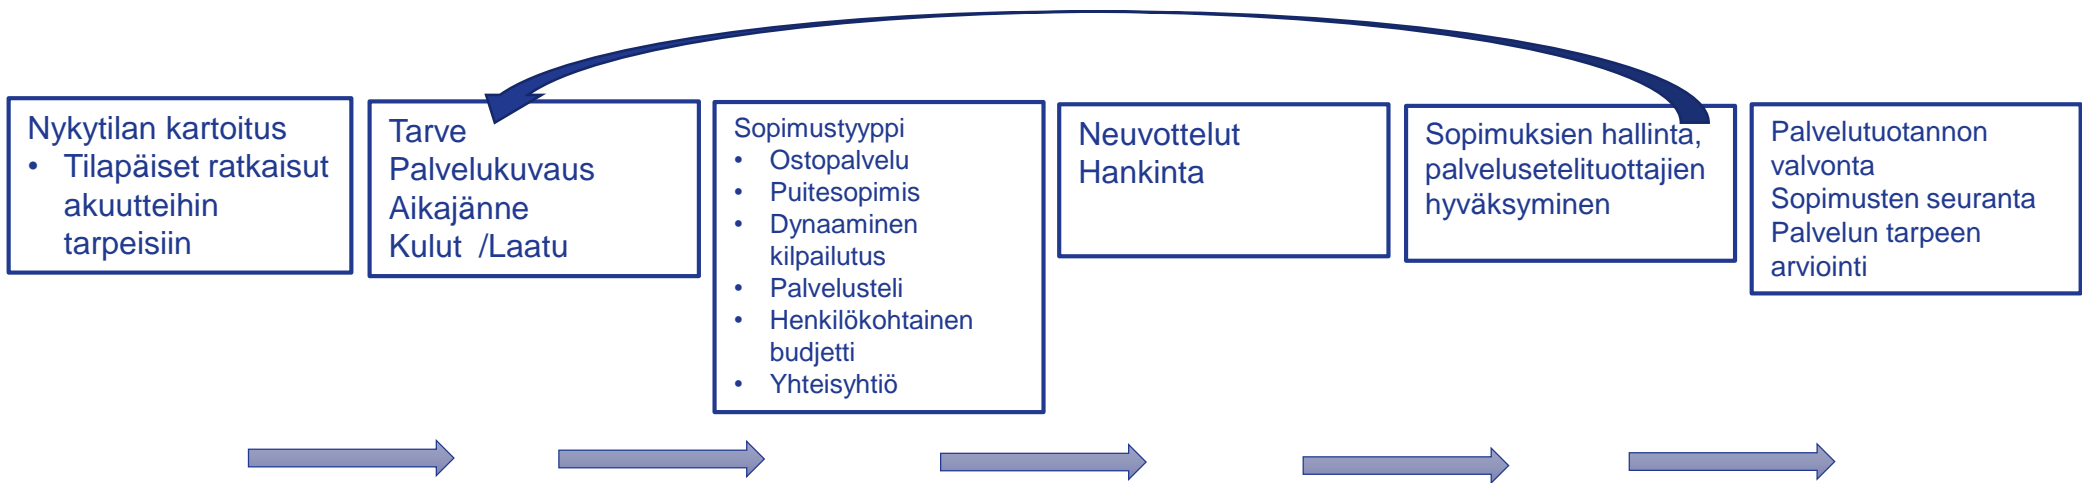 Nykytilan kartoitus
• Tilapäiset ratkaisut
akuutteihin
tarpeisiin
Tarve
Palvelukuvaus
Aikajänne
Kulut /Laatu
Sopimustyyppi
• Ostopalvelu
• Puitesopimis
• Dynaaminen
kilpailutus
• Palvelusteli
• Henkilökohtainen
budjetti
• Yhteisyhtiö
Neuvottelut
Hankinta
Sopimuksien hallinta,
palvelusetelituottajien
hyväksyminen
Palvelutuotannon
valvonta
Sopimusten seuranta
Palvelun tarpeen
arviointi